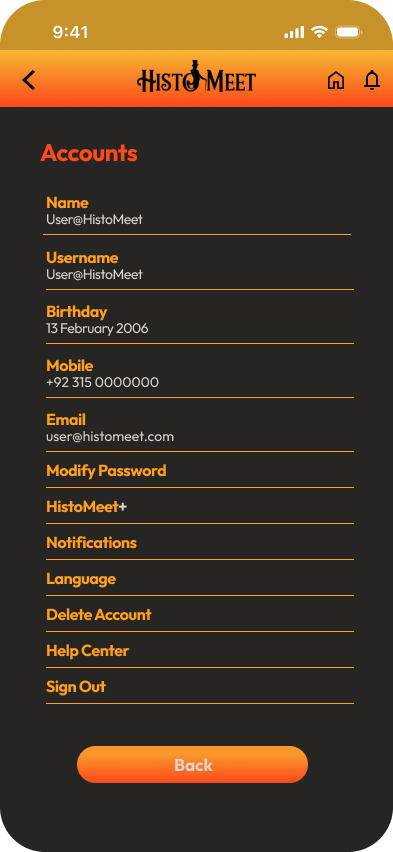 9:41
HistoMeet
Accounts
Name
User@HistoMeet
Username
User@HistoMeet
Birthday
13 February 2006
Mobile
+92 315 0000000
Email
user@histomeet.com
Modify Password
HistoMeet+
Notifications
Language
Delete Account
Help Center
Sign Out
Back